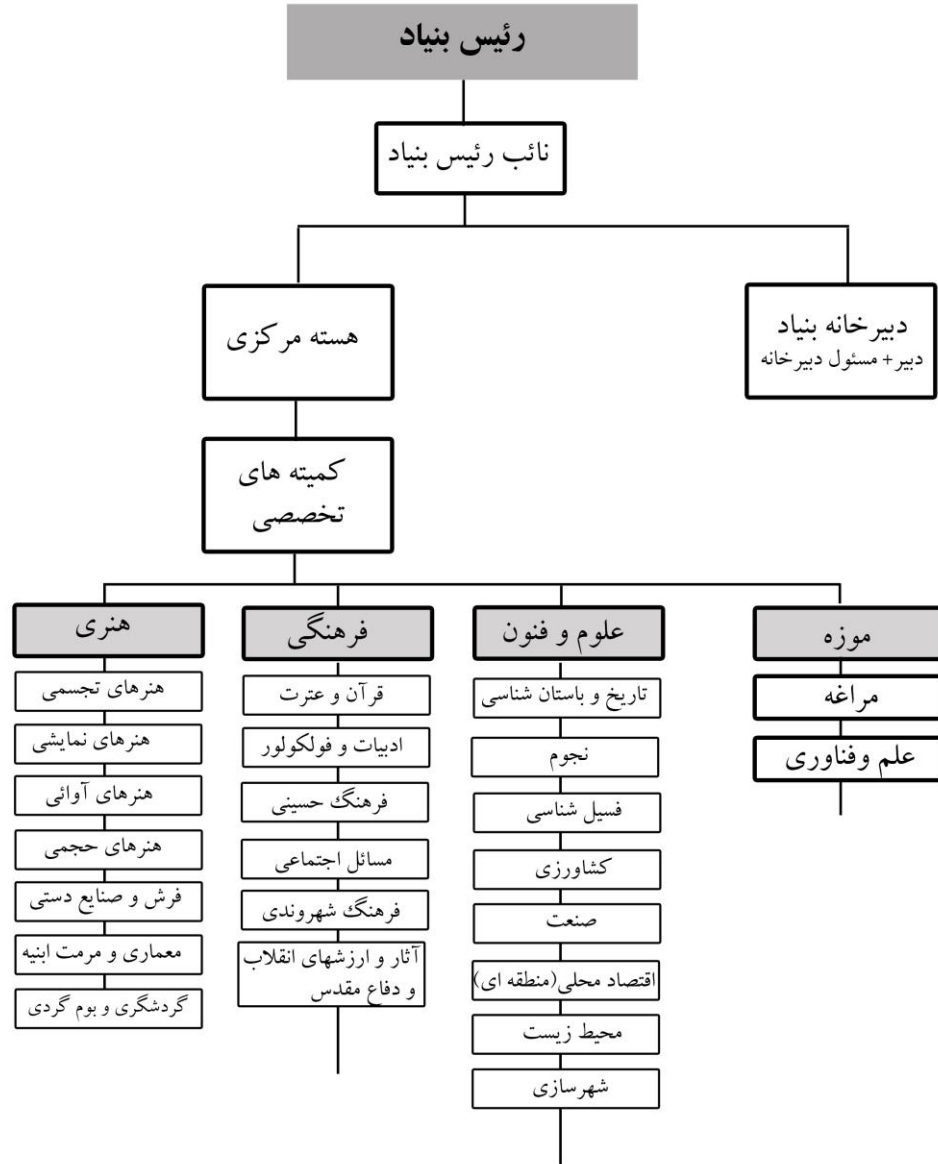 رئیس بنیاد
نائب رئیس بنیاد
دبیرخانه بنیاد
دبیر+ مسئول دبیرخانه
هسته مرکزی
کمیته های
تخصصی
موزه
مراغه
علم وفناوری
علوم و فنون
تاریخ و باستان شناسی
نجوم
فسیل شناسی
کشاورزی
صنعت
اقتصاد محلی(منطقه ای)
محیط زیست
شهرسازی
فرهنگی
قرآن و عترت
ادبیات و فولکولور
فرهنگ حسینی
مسائل اجتماعی
فرهنگ شهروندی
آثار و ارزشهای انقلاب
و دفاع مقدس
هنری
هنرهای تجسمی
هنرهای نمایشی
هنرهای آوائی
هنرهای حجمی
فرش و صنایع دستی
معماری و مرمت ابنیه
گردشگری و بوم گردی